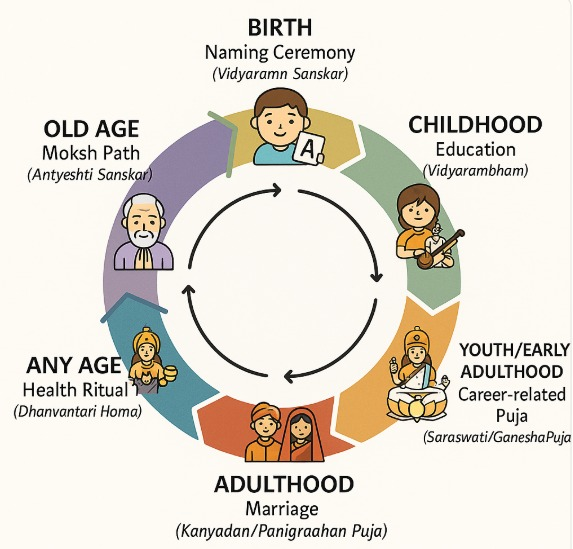 BIRTH
Naming Ceremony
(Vidyaramn Sanskar)
A
CHILDHOOD
Education
(Vidyarambham)
YOUTH/EARLY
ADULTHOOD
Career-related
Puja
(Saraswati/GaneshaPuja
ADULTHOOD
Marriage
(Kanyadan/Panigraahan Puja)
ANY AGE
Health Ritual
(Dhanvantari Homa)
OLD AGE
Moksh Path
(Antyeshti Sanskar)